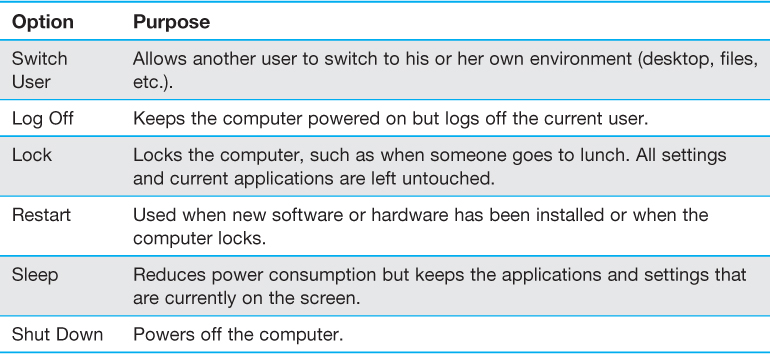 Option Purpose
Switch User Allows another user to switch to his or her own environment (desktop, files, etc.).
Log Off Keeps the computer powered on but logs off the current user.
Lock Locks the computer, such as when someone goes to lunch. All settings
and current applications are left untouched.
Restart Used when new software or hardware has been installed or when the
computer locks.
Sleep Reduces power consumption but keeps the applications and settings that
are currently on the screen.
Shut Down Powers off the computer.